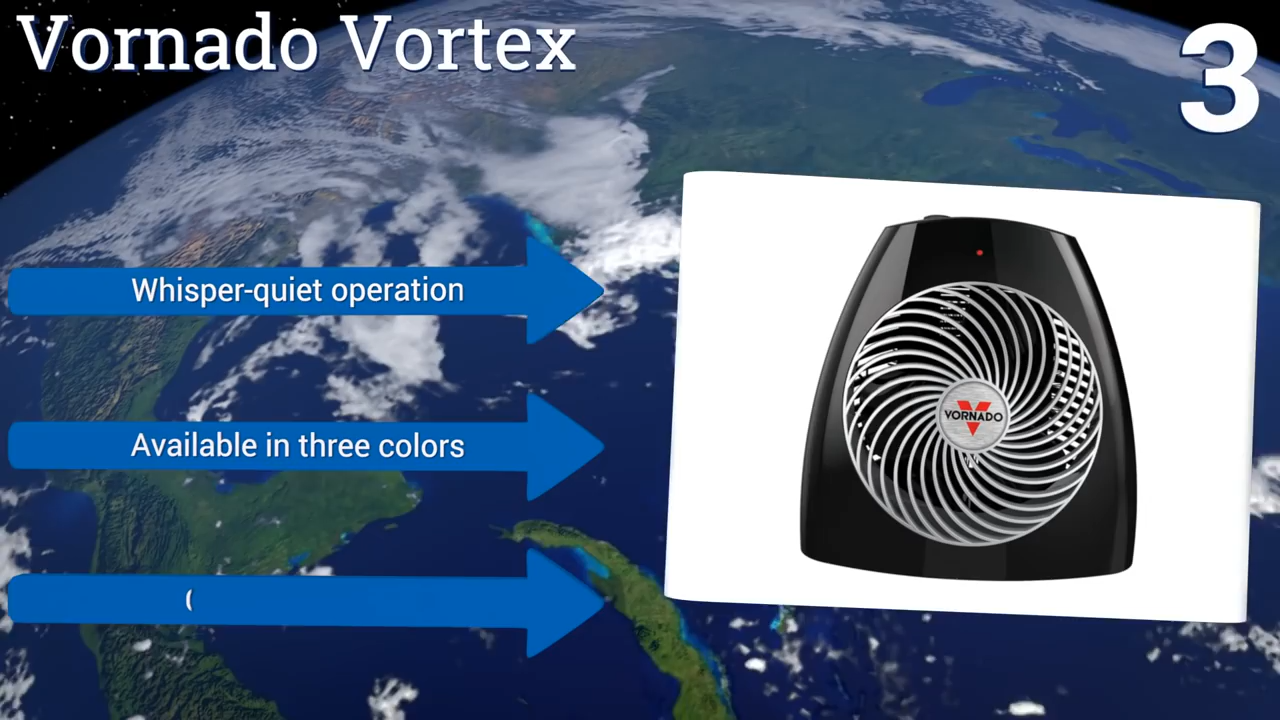 Vornado Vortex
3
Whisper-quiet operation
Available in three colors
VORNADO